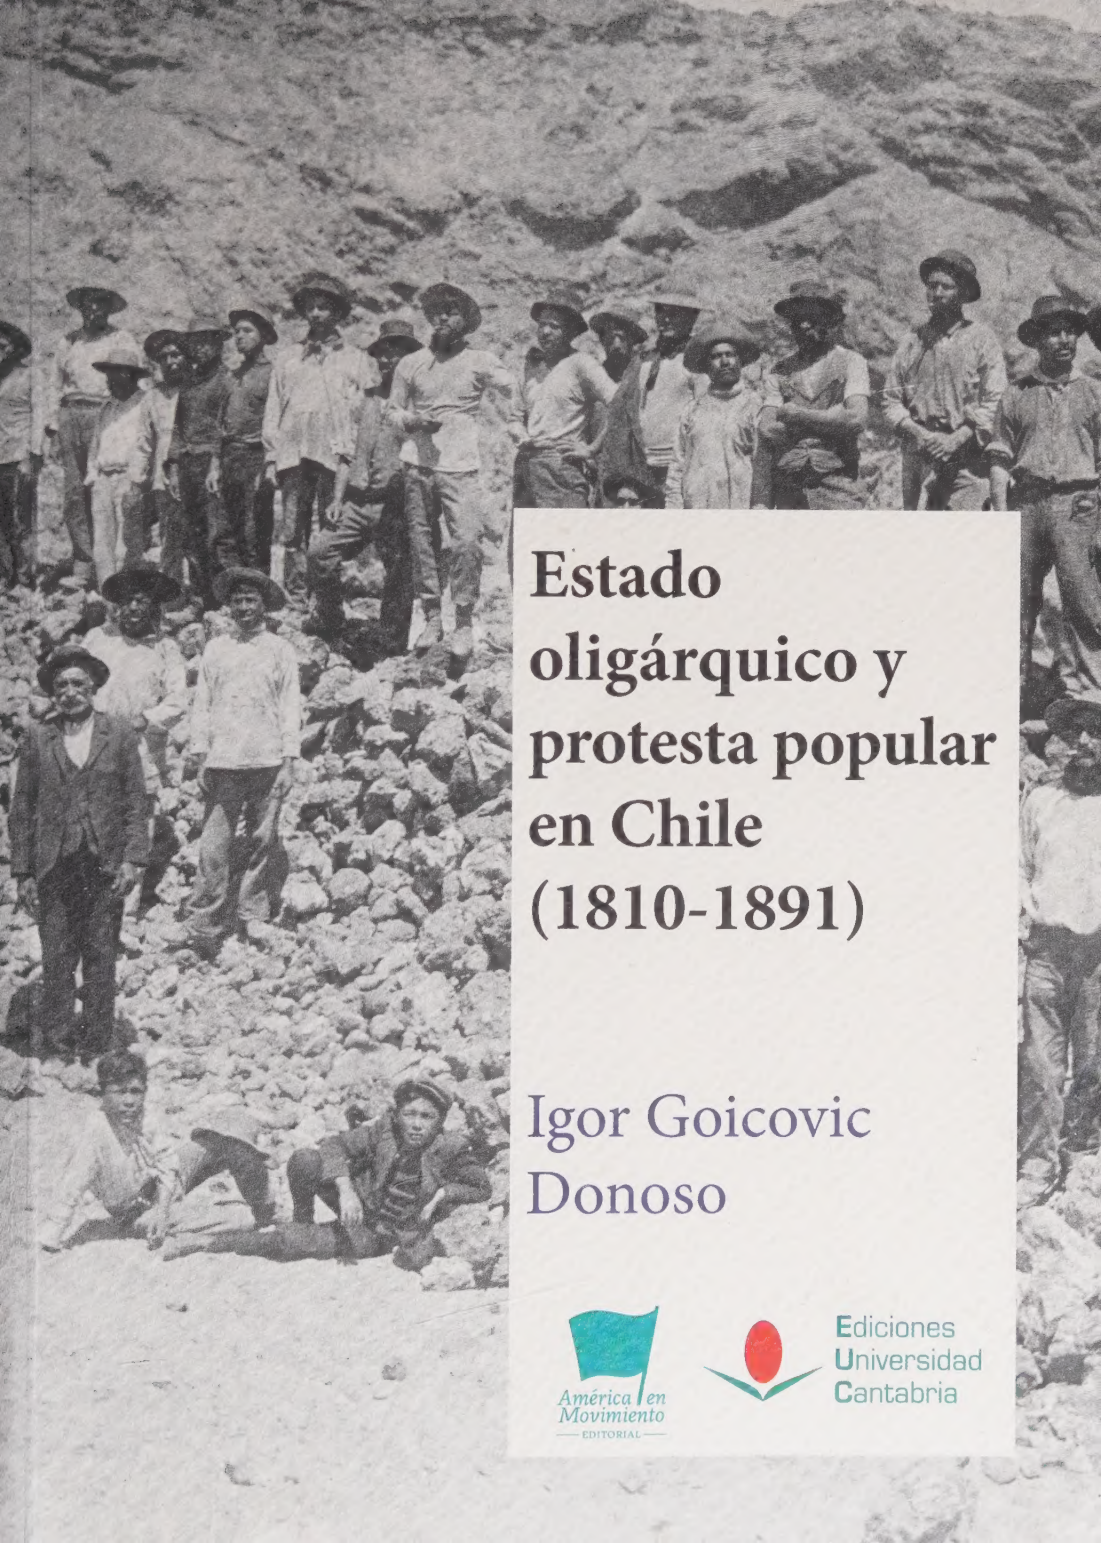 Estado
oligárquico y
protesta popular
en Chile
(1810-1891)
Igor Goicovic
Donoso
América en
Movimiento
EDITORIAL
Ediciones
Universidad
Cantabria